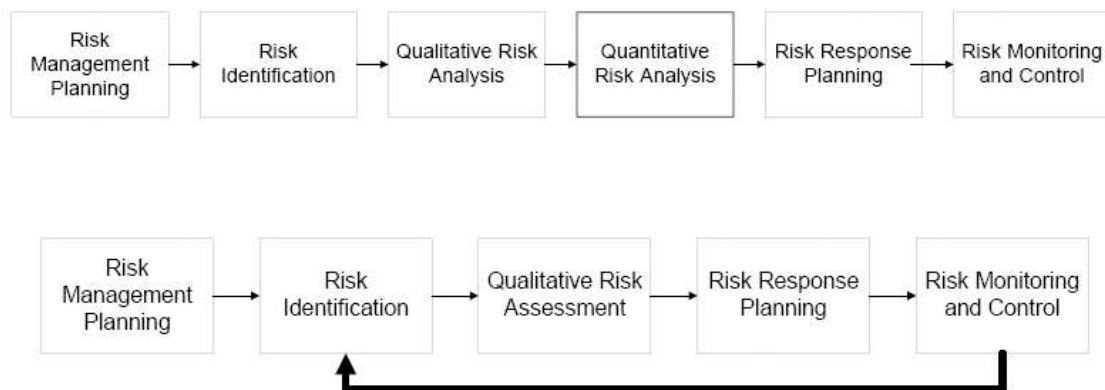 Risk
Management
Planning
Risk
Identification
Qualitative Risk
Analysis
Quantitative
Risk Analysis
Risk Response
Planning
Risk Monitoring
and Control
Risk
Management
Planning
Risk
Identification
Qualitative Risk
Assessment
Risk Response
Planning
Risk Monitoring
and Control